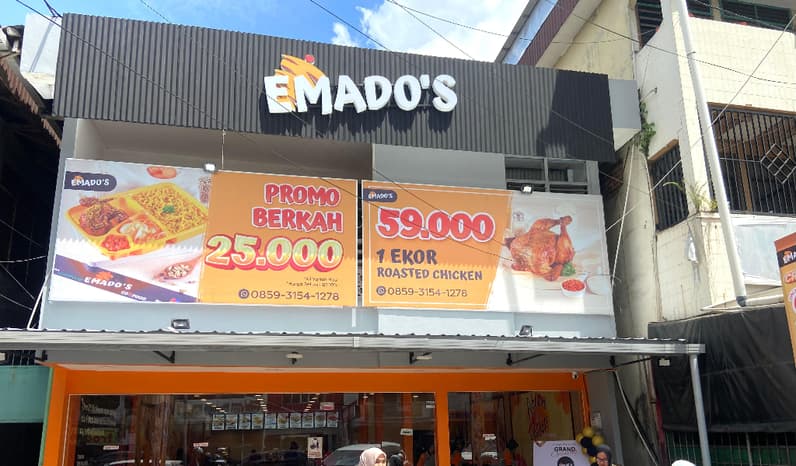 EMADO'S
EMADO'S
PROMO
BERKAH
25.000
0859-3154-1278
EMADO'S
EMADO'S
59.000
1 EKOR
ROASTED CHICKEN
0859-3154-1278
GRAND